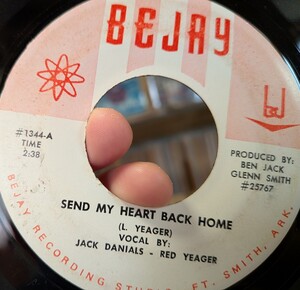 BEJAY
B&J
#1344-A
TIME
2:38
PRODUCED BY:
BEN JACK
GLENN SMITH
#25767
SEND MY HEART BACK HOME
(L. YEAGER)
VOCAL BY:
JACK DANIALS - RED YEAGER
BEJAY RECORDING STUDIO FT. SMITH, ARK.